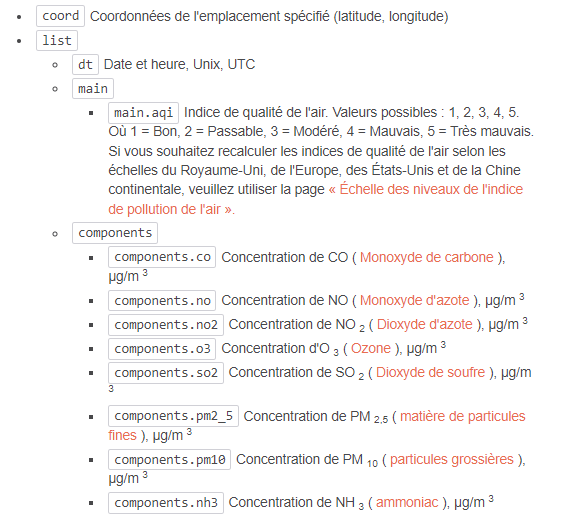 coord Coordonnées de l'emplacement spécifié (latitude, longitude)
list
dt Date et heure, Unix, UTC
main
main.aqi Indice de qualité de l'air. Valeurs possibles : 1, 2, 3, 4, 5.
Où 1 = Bon, 2 = Passable, 3 = Modéré, 4 = Mauvais, 5 = Très mauvais.
Si vous souhaitez recalculer les indices de qualité de l'air selon les
échelles du Royaume-Uni, de l'Europe, des États-Unis et de la Chine
continentale, veuillez utiliser la page « Échelle des niveaux de l'indice
de pollution de l'air ».
components
components.co Concentration de CO ( Monoxyde de carbone ),
μg/m 3
components.no Concentration de NO ( Monoxyde d'azote ), μg/m 3
components.no2 Concentration de NO 2 ( Dioxyde d'azote ), μg/m 3
components.o3 Concentration d'O 3 ( Ozone ), μg/m 3
components.so2 Concentration de SO 2 ( Dioxyde de soufre ), μg/m
3
components.pm2_5 Concentration de PM 2,5 ( matière de particules
fines ), μg/m 3
components.pm10 Concentration de PM 10 ( particules grossières ),
μg/m 3
components.nh3 Concentration de NH 3 ( ammoniac ), μg/m 3